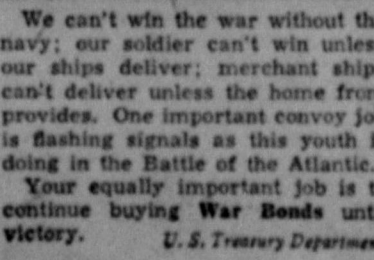 We can't win the war without th
navy; our soldier can't win unles
our ships deliver; merchant ship
can't deliver unless the home fron
provides. One important convoy jo
is flashing signals as this youth i
doing in the Battle of the Atlantic.
Your equally important job is t
continue buying War Bonds unt
victory.
U. S. Treasury Departmen